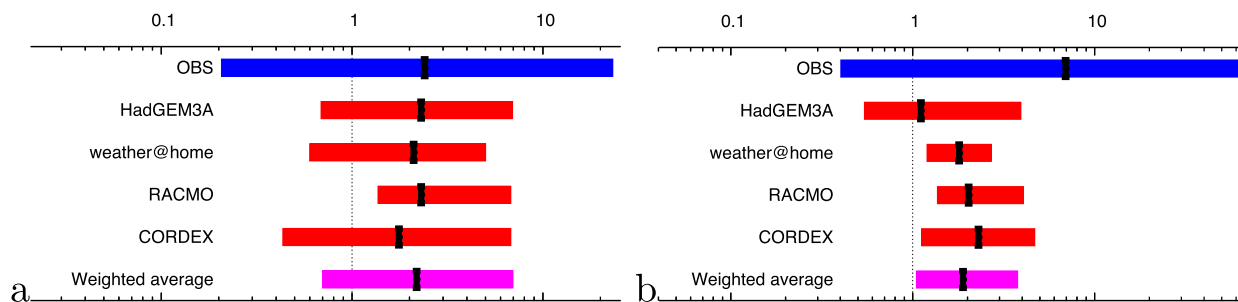 0.1 1 10
OBS
HadGEM3A
weather@home
RACMO
CORDEX
Weighted average
a
0.1 1 10
OBS
HadGEM3A
weather@home
RACMO
CORDEX
Weighted average
b